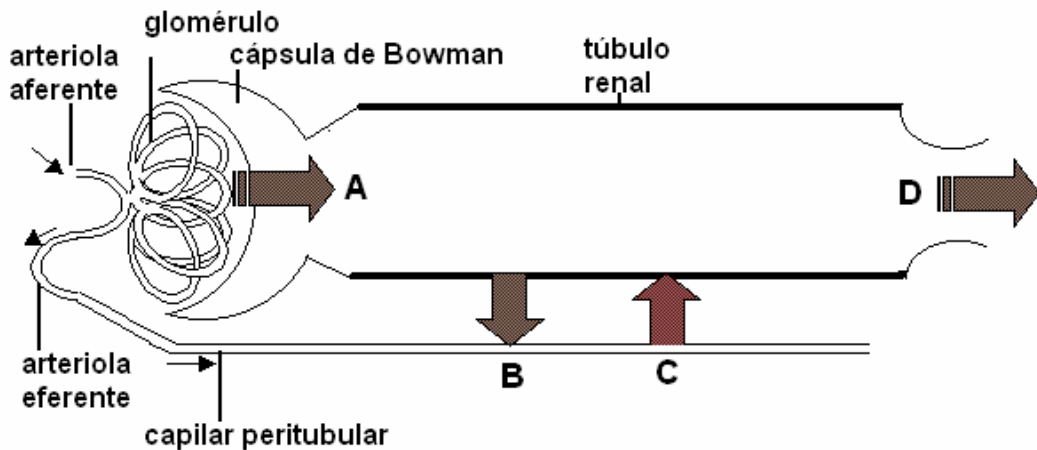 glomérulo
arteriola
aferente
cápsula de Bowman
túbulo
renal
A
D
B
C
arteriola
eferente
capilar peritubular